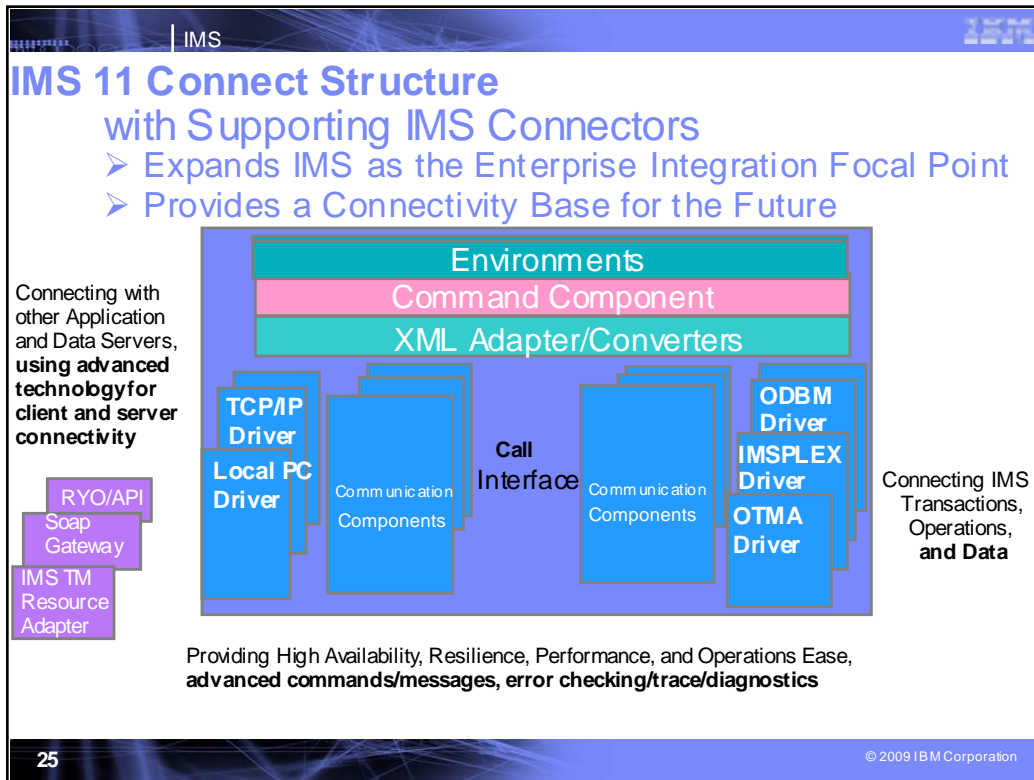 IMS
IBM
IMS 11 Connect Structure
with Supporting IMS Connectors
➢ Expands IMS as the Enterprise Integration Focal Point
➢ Provides a Connectivity Base for the Future
Environments
Command Component
XML Adapter/Converters
Connecting with
other Application
and Data Servers,
using advanced
technology for
client and server
connectivity
RYO/API
Soap
Gateway
IMS TM
Resource
Adapter
TCP/IP
Driver
Local PC
Driver
Communication
Components
Call
Interface
Communication
Components
ODBM
Driver
IMSPLEX
Driver
OTMA
Driver
Connecting IMS
Transactions,
Operations,
and Data
Providing High Availability, Resilience, Performance, and Operations Ease,
advanced commands/messages, error checking/trace/diagnostics
25
© 2009 IBM Corporation